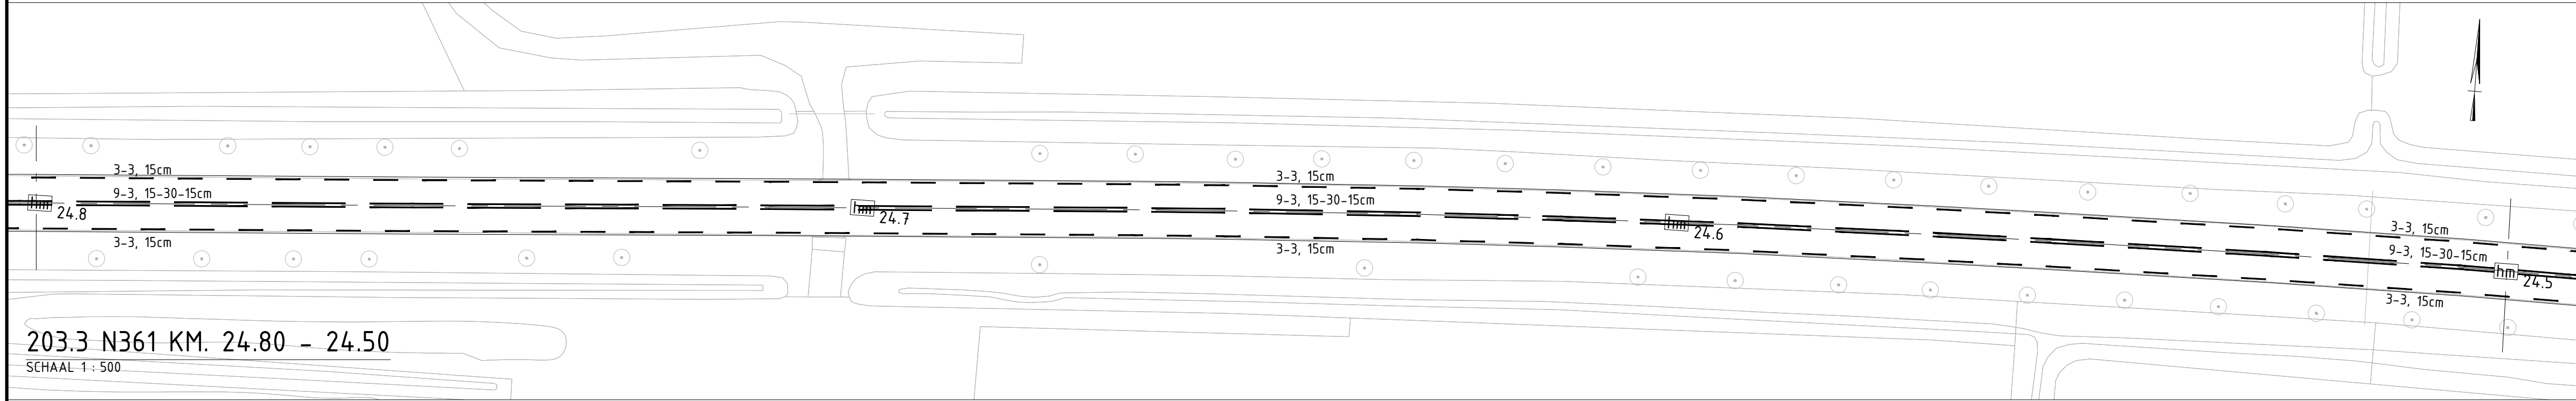 3-3, 15cm
9-3, 15-30-15cm
hm 24.8
3-3, 15cm
hm 24.7
3-3, 15cm
9-3, 15-30-15cm
3-3, 15cm
hm 24.6
3-3, 15cm
9-3, 15-30-15cm
hm 24.5
3-3, 15cm
203.3 N361 KM. 24.80 - 24.50
SCHAAL 1 : 500